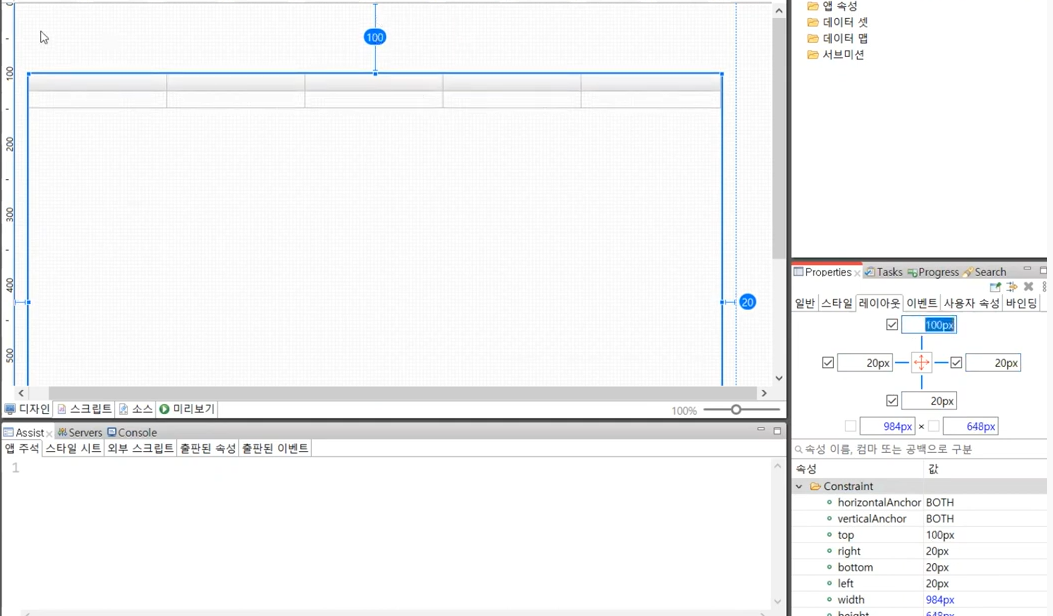 앱 속성
데이터 셋
데이터 맵
서브미션
100
0
100
200
300
400
500
20
디자인 스크립트 소스 미리보기 100%
Assist Servers Console
앱 주석 스타일 시트 외부 스크립트 출판된 속성 출판된 이벤트
1
Properties Tasks Progress Search
일반 스타일 레이아웃 이벤트 사용자 속성 바인딩
100px
20px 20px
20px
984px × 648px
속성 이름, 컴마 또는 공백으로 구분
속성 값
Constraint
horizontalAnchor BOTH
verticalAnchor BOTH
top 100px
right 20px
bottom 20px
left 20px
width 984px
height 648px